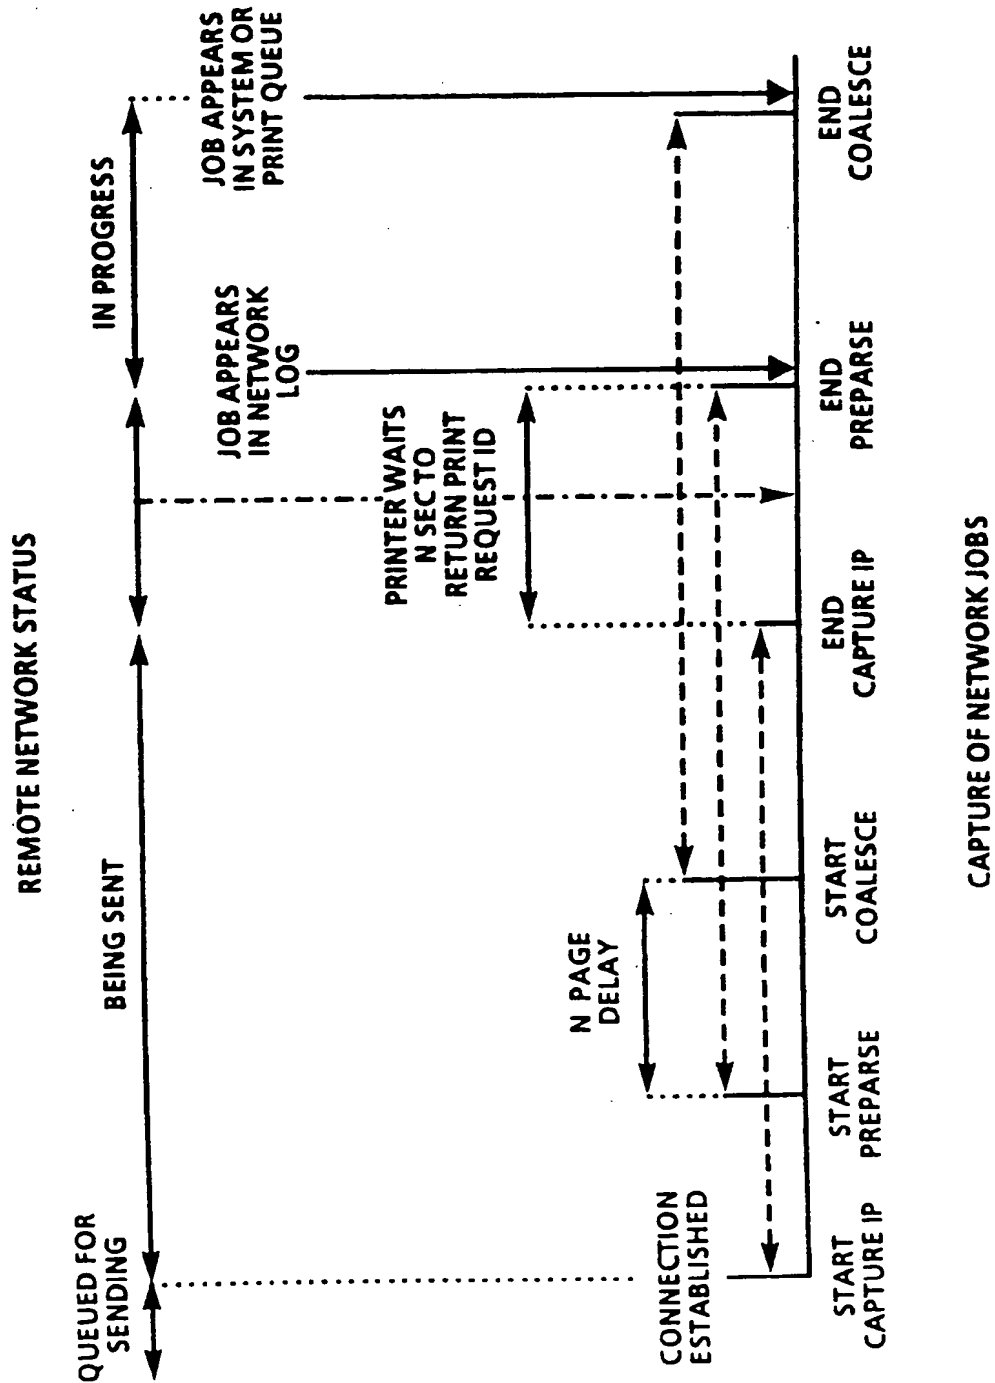 REMOTE NETWORK STATUS
QUEUED FOR
SENDING
BEING SENT
IN PROGRESS
JOB APPEARS
IN NETWORK
LOG
JOB APPEARS
IN SYSTEM OR
PRINT QUEUE
PRINTER WAITS
N SEC TO
RETURN PRINT
REQUEST ID
N PAGE
DELAY
CONNECTION
ESTABLISHED
START
CAPTURE IP
START
PREPARSE
START
COALESCE
END
CAPTURE IP
END
PREPARSE
END
COALESCE
CAPTURE OF NETWORK JOBS